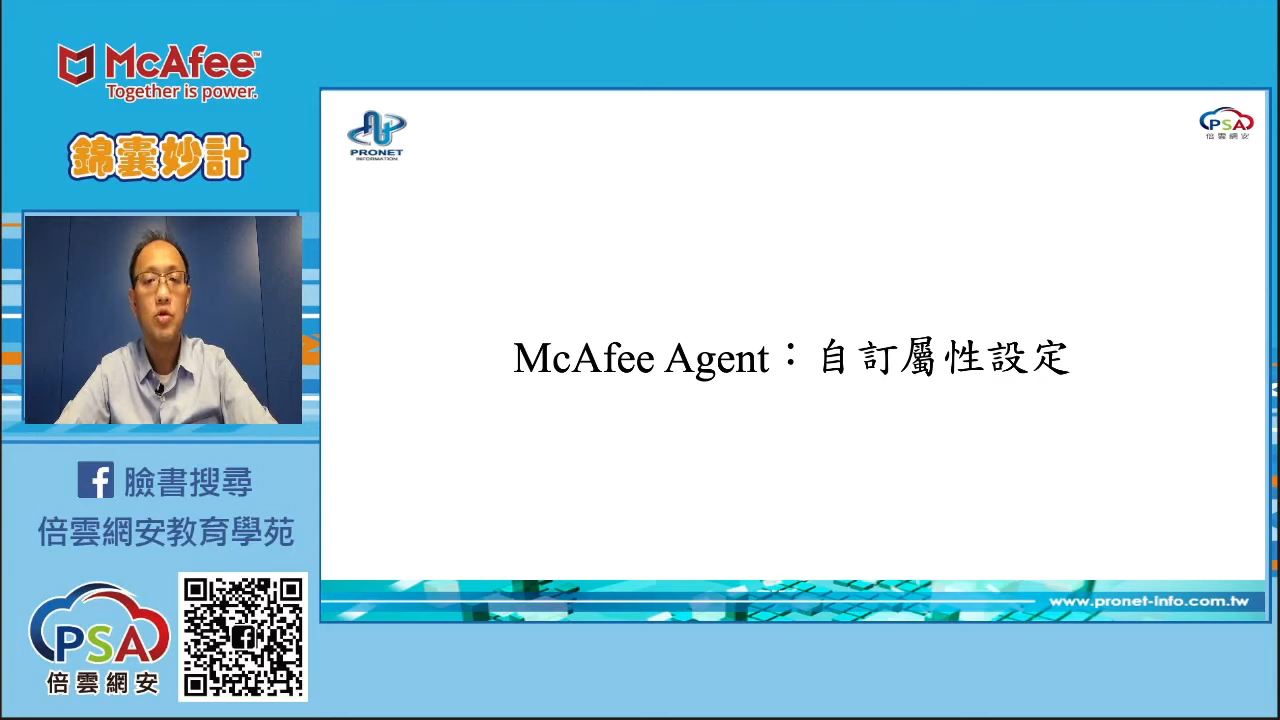 McAfee™
Together is power.
錦囊妙計
臉書搜尋
倍雲網安教育學苑
PSA
倍雲網安
PRONET
INFORMATION
PSA
倍雲網安
McAfee Agent：自訂屬性設定
www.pronet-info.com.tw